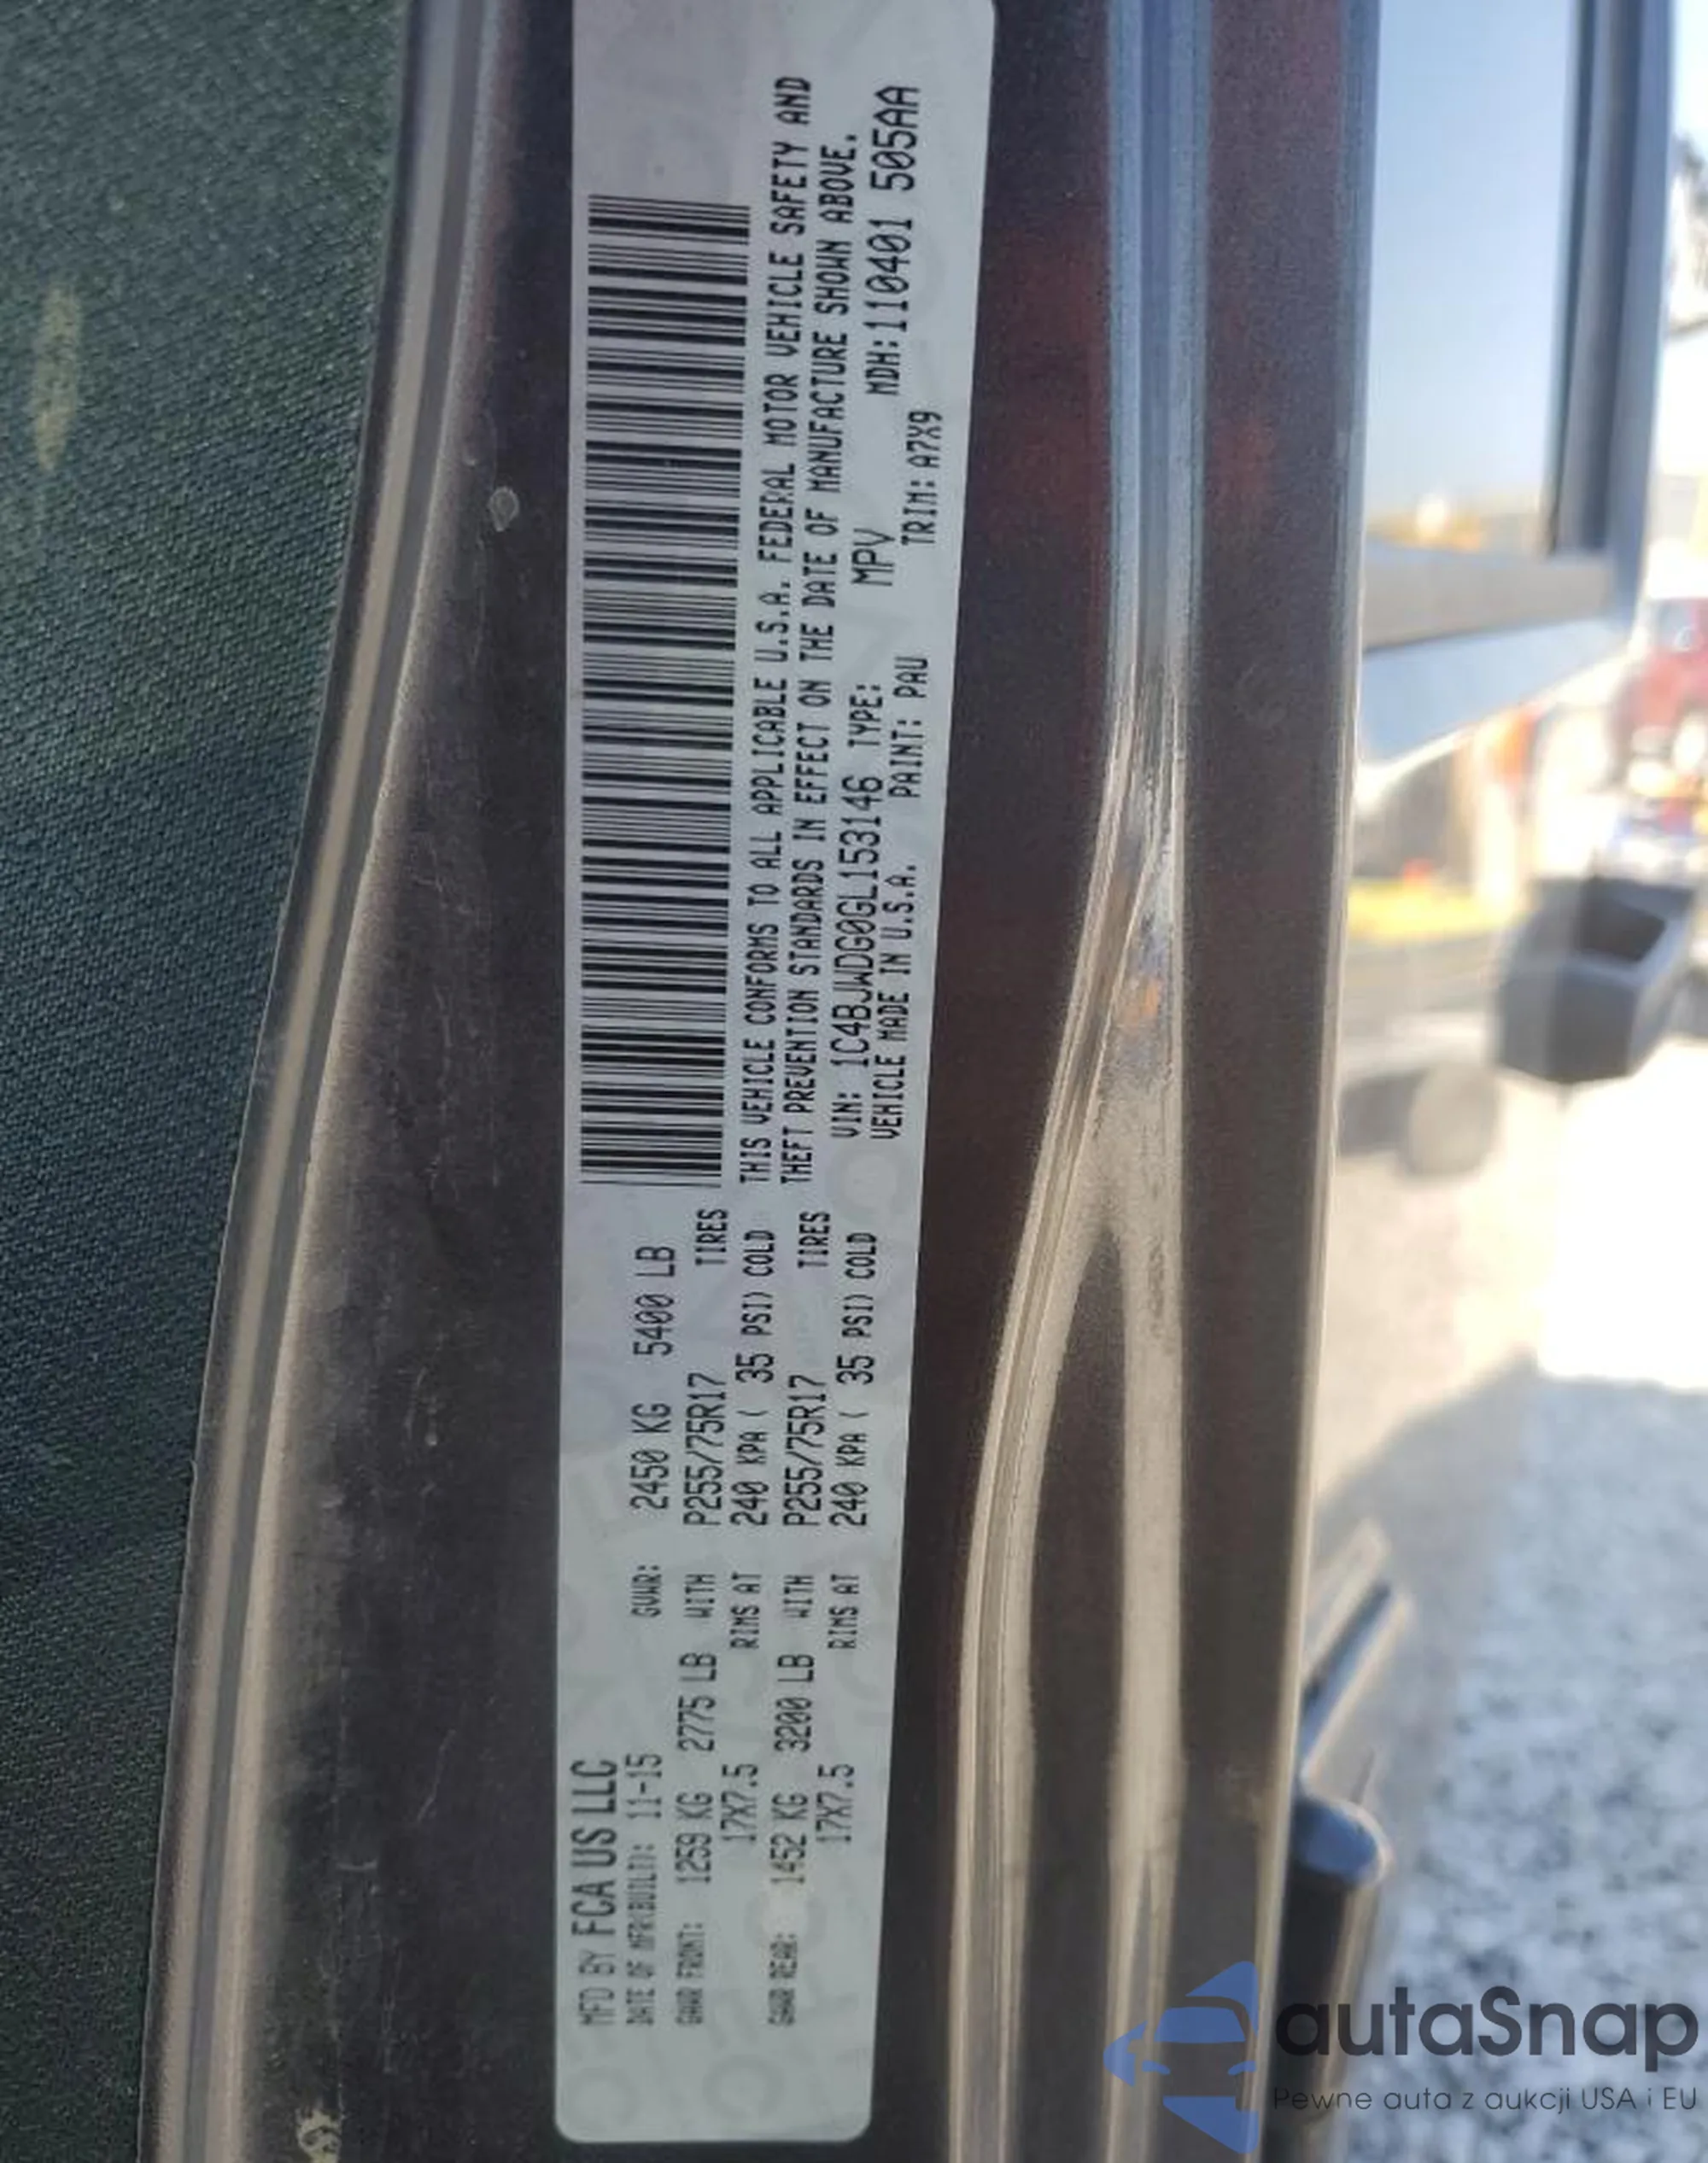 MFD BY FCA US LLC
DATE OF MFR(BUILT): 11-15 GVWR: 2450 KG 5400 LB
GAWR FRONT: 1259 KG 2775 LB WITH P255/75R17 TIRES
17X7.5 RIMS AT 240 KPA ( 35 PSI) COLD
GAWR REAR: 1452 KG 3200 LB WITH P255/75R17 TIRES
17X7.5 RIMS AT 240 KPA ( 35 PSI) COLD
THIS VEHICLE CONFORMS TO ALL APPLICABLE U.S.A. FEDERAL MOTOR VEHICLE SAFETY AND
THEFT PREVENTION STANDARDS IN EFFECT ON THE DATE OF MANUFACTURE SHOWN ABOVE.
VIN: 1C4BJWDG0GL153146 TYPE: MPV MDH:110401 505AA
VEHICLE MADE IN U.S.A. PAINT: PAU TRIM: A7X9
autaSnap
Pewne auta z aukcji USA i EU